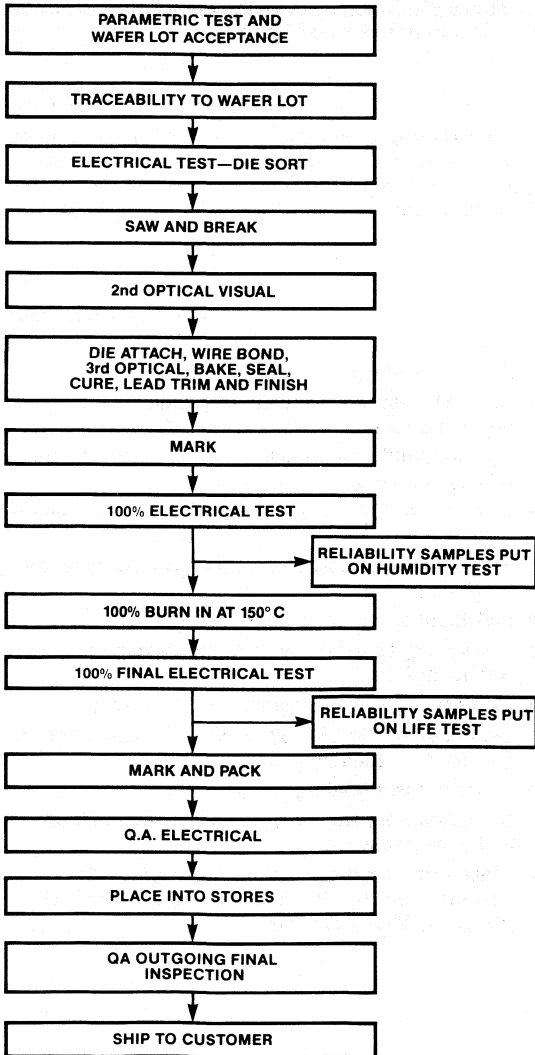 PARAMETRIC TEST AND
WAFER LOT ACCEPTANCE
TRACEABILITY TO WAFER LOT
ELECTRICAL TEST—DIE SORT
SAW AND BREAK
2nd OPTICAL VISUAL
DIE ATTACH, WIRE BOND,
3rd OPTICAL, BAKE, SEAL,
CURE, LEAD TRIM AND FINISH
MARK
100% ELECTRICAL TEST
RELIABILITY SAMPLES PUT
ON HUMIDITY TEST
100% BURN IN AT 150° C
100% FINAL ELECTRICAL TEST
RELIABILITY SAMPLES PUT
ON LIFE TEST
MARK AND PACK
Q.A. ELECTRICAL
PLACE INTO STORES
QA OUTGOING FINAL
INSPECTION
SHIP TO CUSTOMER